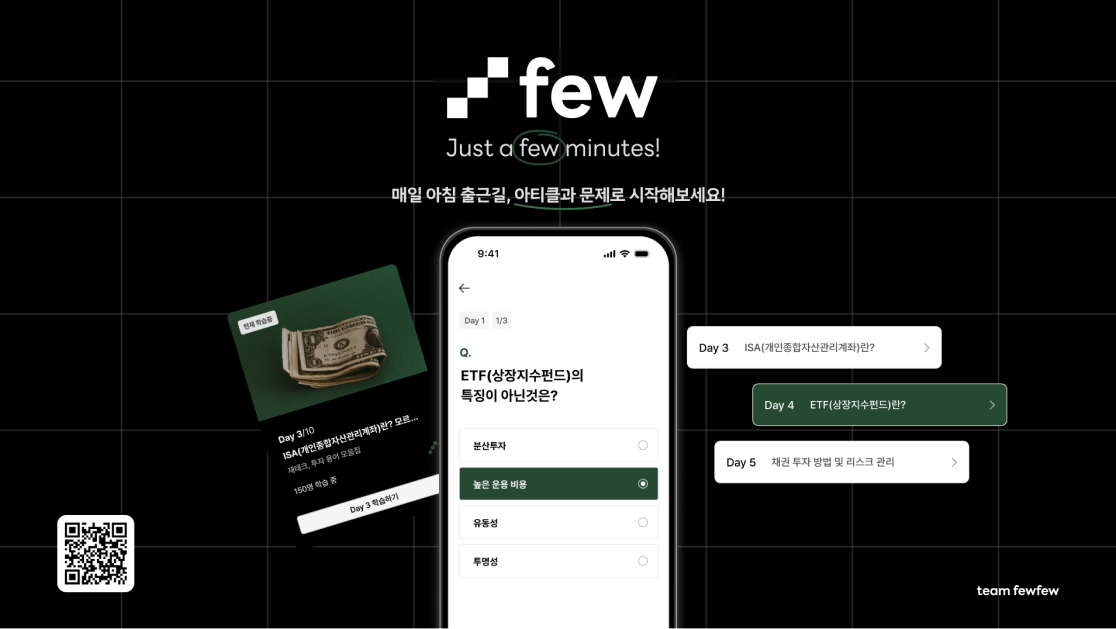 few
Just a few minutes!
매일 아침 출근길, 아티클과 문제로 시작해보세요!
현재 학습중
Day 3/10
ISA(개인종합자산관리계좌)란? 모르...
재테크, 투자 용어 모음집
150명 학습 중
Day 3 학습하기
9:41
Day 1 1/3
Q.
ETF(상장지수펀드)의
특징이 아닌것은?
분산투자
높은 운용 비용
유동성
투명성
Day 3 ISA(개인종합자산관리계좌)란?
Day 4 ETF(상장지수펀드)란?
Day 5 채권 투자 방법 및 리스크 관리
team fewfew